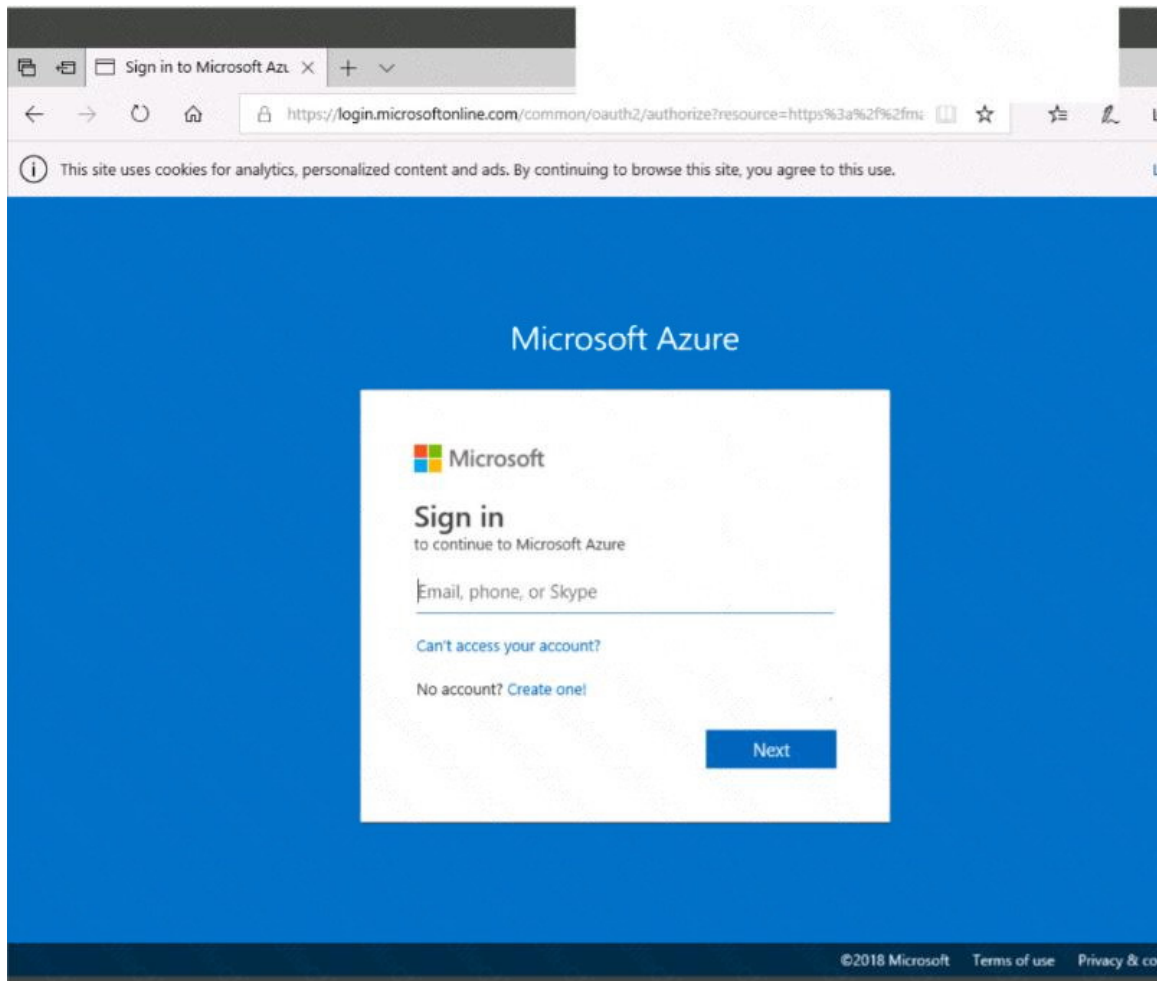 Sign in to Micro​soft Az
https://login.microsoftonline.com/common/oauth2/authorize?resource=https%3a%2f%2fma
This site uses cookies for analytics, personalized content and ads. By continuing to browse this site, you agree to this use.
Microsoft Azure
Microsoft
Sign in
to continue to Microsoft Azure
Email, phone, or Skype
Can't access your account?
No account? Create one!
Next
©2018 Microsoft Terms of use Privacy & co